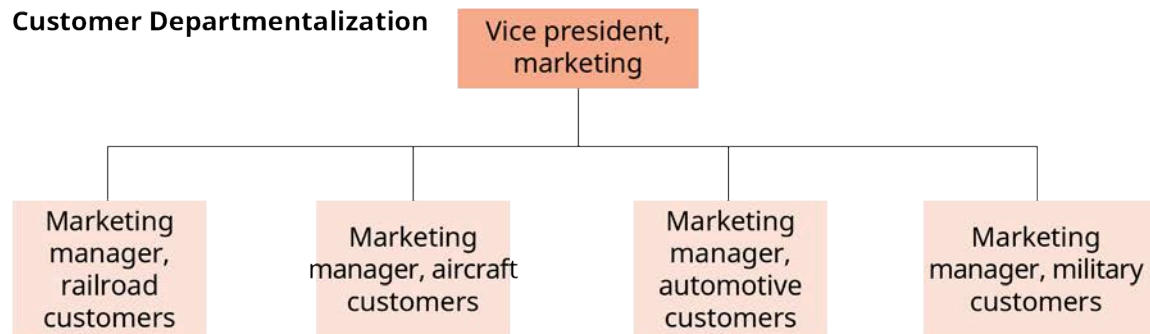 Customer Departmentalization
Vice president,
marketing
Marketing
manager,
railroad
customers
Marketing
manager, aircraft
customers
Marketing
manager,
automotive
customers
Marketing
manager, military
customers